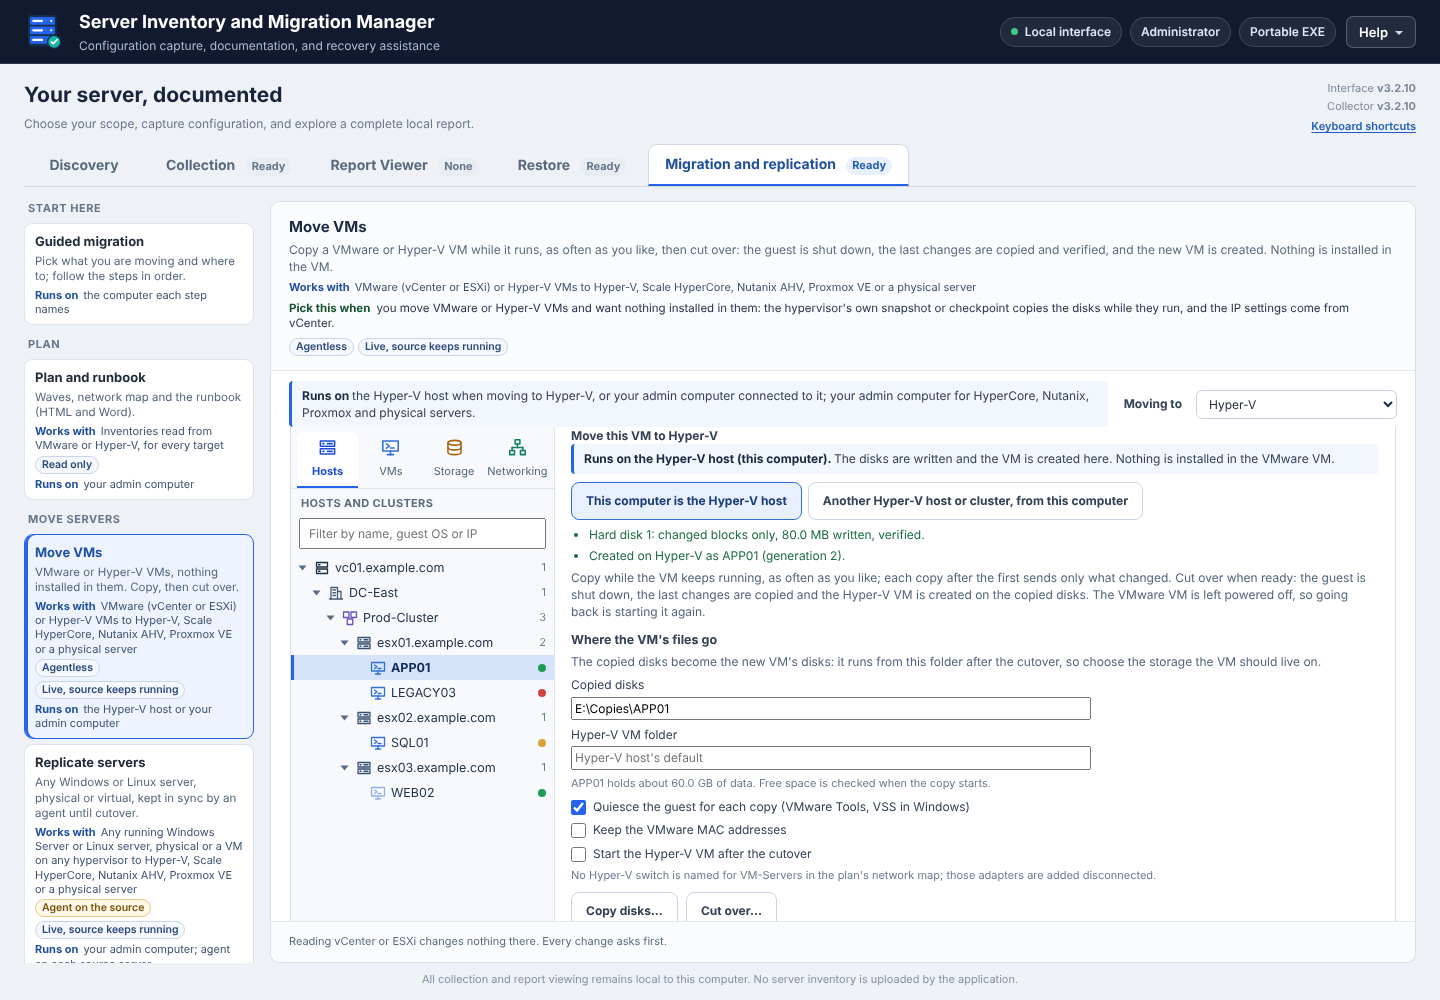 Server Inventory and Migration Manager
Configuration capture, documentation, and recovery assistance
Local interface
Administrator
Portable EXE
Help
Your server, documented
Choose your scope, capture configuration, and explore a complete local report.
Interface v3.2.10
Collector v3.2.10
Keyboard shortcuts
Discovery
Collection Ready
Report Viewer None
Restore Ready
Migration and replication Ready
START HERE
Guided migration
Pick what you are moving and where
to; follow the steps in order.
Runs on the computer each step
names
PLAN
Plan and runbook
Waves, network map and the runbook
(HTML and Word).
Works with Inventories read from
VMware or Hyper-V, for every target
Read only
Runs on your admin computer
MOVE SERVERS
Move VMs
VMware or Hyper-V VMs, nothing
installed in them. Copy, then cut over.
Works with VMware (vCenter or ESXi)
or Hyper-V VMs to Hyper-V, Scale
HyperCore, Nutanix AHV, Proxmox VE
or a physical server
Agentless
Live, source keeps running
Runs on the Hyper-V host or your
admin computer
Replicate servers
Any Windows or Linux server,
physical or virtual, kept in sync by an
agent until cutover.
Works with Any running Windows
Server or Linux server, physical or a VM
on any hypervisor to Hyper-V, Scale
HyperCore, Nutanix AHV, Proxmox VE
or a physical server
Agent on the source
Live, source keeps running
Runs on your admin computer; agent
on each source server
Move VMs
Copy a VMware or Hyper-V VM while it runs, as often as you like, then cut over: the guest is shut down, the last changes are copied and verified, and the new VM is created. Nothing is installed in
the VM.
Works with VMware (vCenter or ESXi) or Hyper-V VMs to Hyper-V, Scale HyperCore, Nutanix AHV, Proxmox VE or a physical server
Pick this when you move VMware or Hyper-V VMs and want nothing installed in them: the hypervisor's own snapshot or checkpoint copies the disks while they run, and the IP settings come from
vCenter.
Agentless
Live, source keeps running
Runs on the Hyper-V host when moving to Hyper-V, or your admin computer connected to it; your admin computer for HyperCore, Nutanix,
Proxmox and physical servers.
Moving to
Hyper-V
Hosts
VMs
Storage
Networking
HOSTS AND CLUSTERS
Filter by name, guest OS or IP
vc01.example.com 1
DC-East 1
Prod-Cluster 3
esx01.example.com 2
APP01
LEGACY03
esx02.example.com 1
SQL01
esx03.example.com 1
WEB02
Move this VM to Hyper-V
Runs on the Hyper-V host (this computer). The disks are written and the VM is created here. Nothing is installed in the VMware VM.
This computer is the Hyper-V host
Another Hyper-V host or cluster, from this computer
Hard disk 1: changed blocks only, 80.0 MB written, verified.
Created on Hyper-V as APP01 (generation 2).
Copy while the VM keeps running, as often as you like; each copy after the first sends only what changed. Cut over when ready: the guest is
shut down, the last changes are copied and the Hyper-V VM is created on the copied disks. The VMware VM is left powered off, so going
back is starting it again.
Where the VM's files go
The copied disks become the new VM's disks: it runs from this folder after the cutover, so choose the storage the VM should live on.
Copied disks
E:\Copies\APP01
Hyper-V VM folder
Hyper-V host's default
APP01 holds about 60.0 GB of data. Free space is checked when the copy starts.
Quiesce the guest for each copy (VMware Tools, VSS in Windows)
Keep the VMware MAC addresses
Start the Hyper-V VM after the cutover
No Hyper-V switch is named for VM-Servers in the plan's network map; those adapters are added disconnected.
Copy disks...
Cut over...
Reading vCenter or ESXi changes nothing there. Every change asks first.
All collection and report viewing remains local to this computer. No server inventory is uploaded by the application.